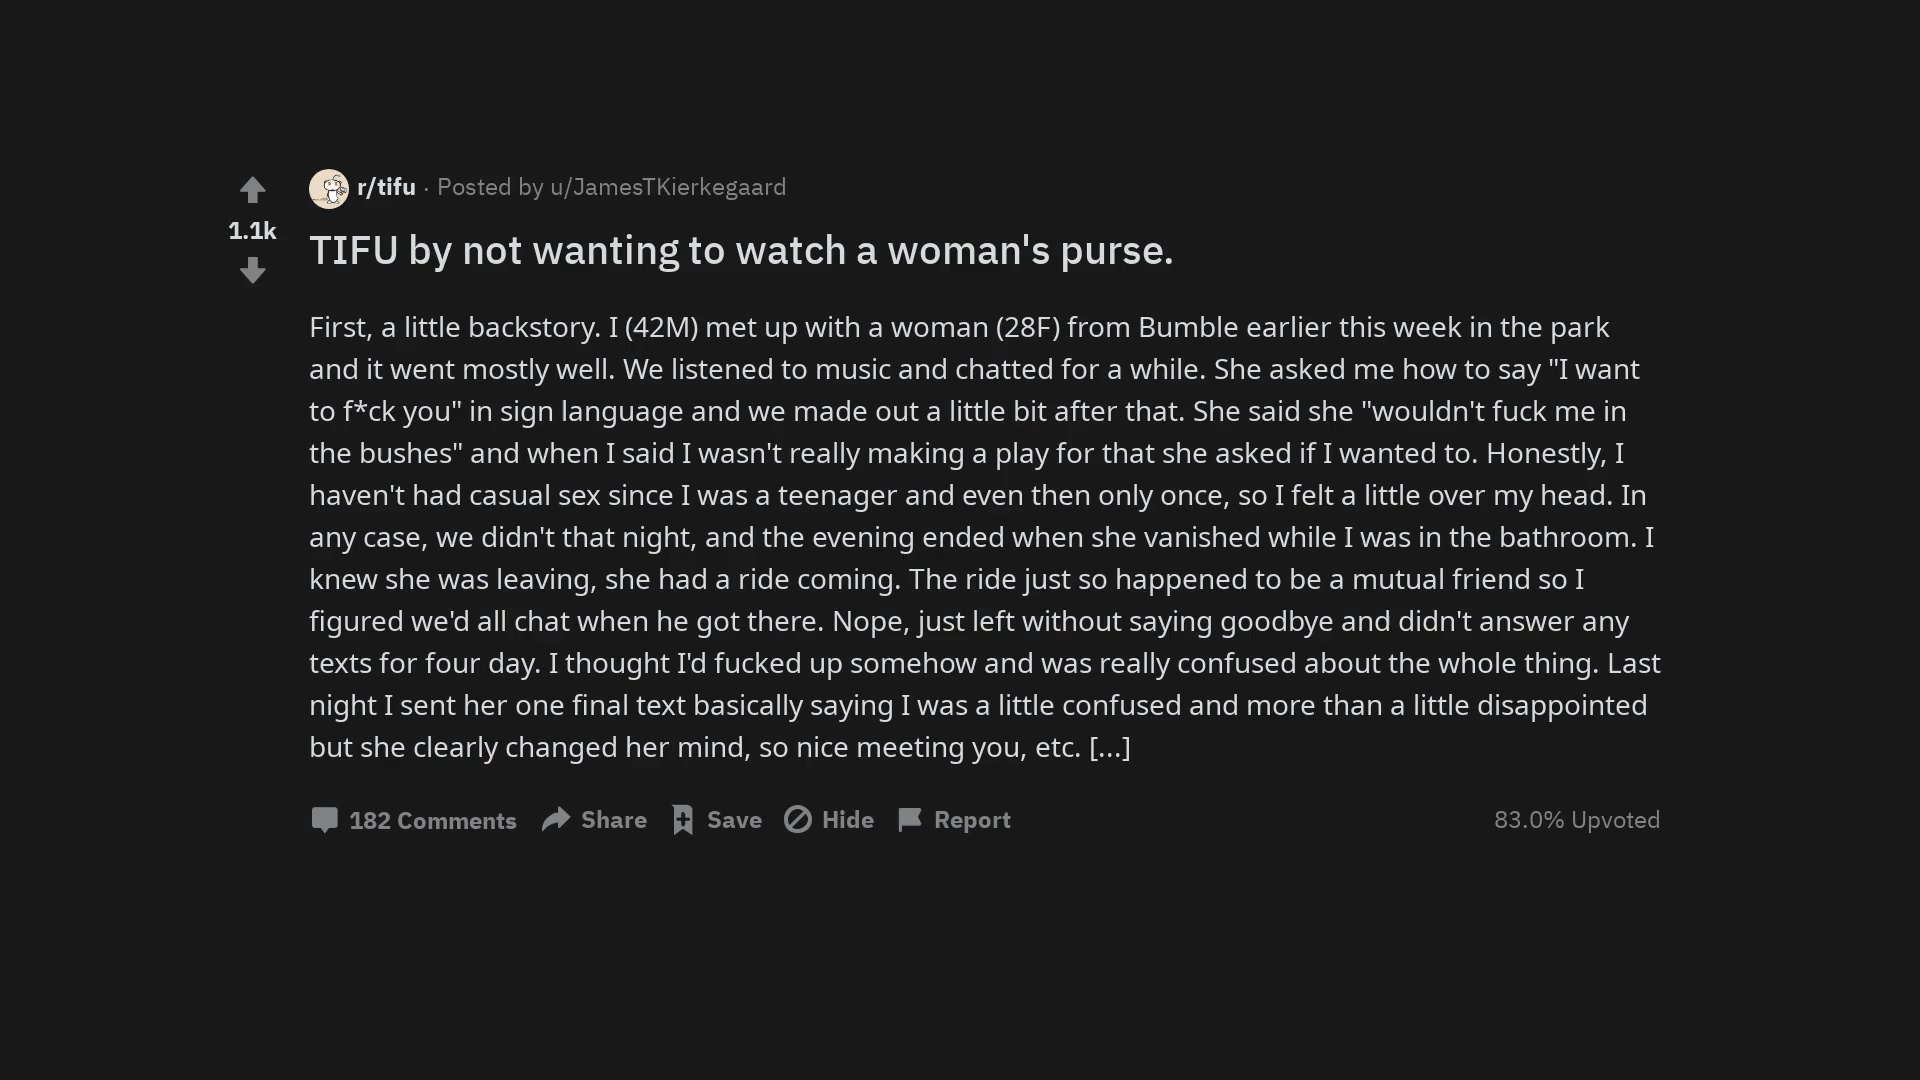 r/tifu · Posted by u/JamesTKierkegaard
1.1k
TIFU by not wanting to watch a woman's purse.
First, a little backstory. I (42M) met up with a woman (28F) from Bumble earlier this week in the park
and it went mostly well. We listened to music and chatted for a while. She asked me how to say "I want
to f*ck you" in sign language and we made out a little bit after that. She said she "wouldn't fuck me in
the bushes" and when I said I wasn't really making a play for that she asked if I wanted to. Honestly, I
haven't had casual sex since I was a teenager and even then only once, so I felt a little over my head. In
any case, we didn't that night, and the evening ended when she vanished while I was in the bathroom. I
knew she was leaving, she had a ride coming. The ride just so happened to be a mutual friend so I
figured we'd all chat when he got there. Nope, just left without saying goodbye and didn't answer any
texts for four day. I thought I'd fucked up somehow and was really confused about the whole thing. Last
night I sent her one final text basically saying I was a little confused and more than a little disappointed
but she clearly changed her mind, so nice meeting you, etc. [...]
182 Comments Share Save Hide Report 83.0% Upvoted